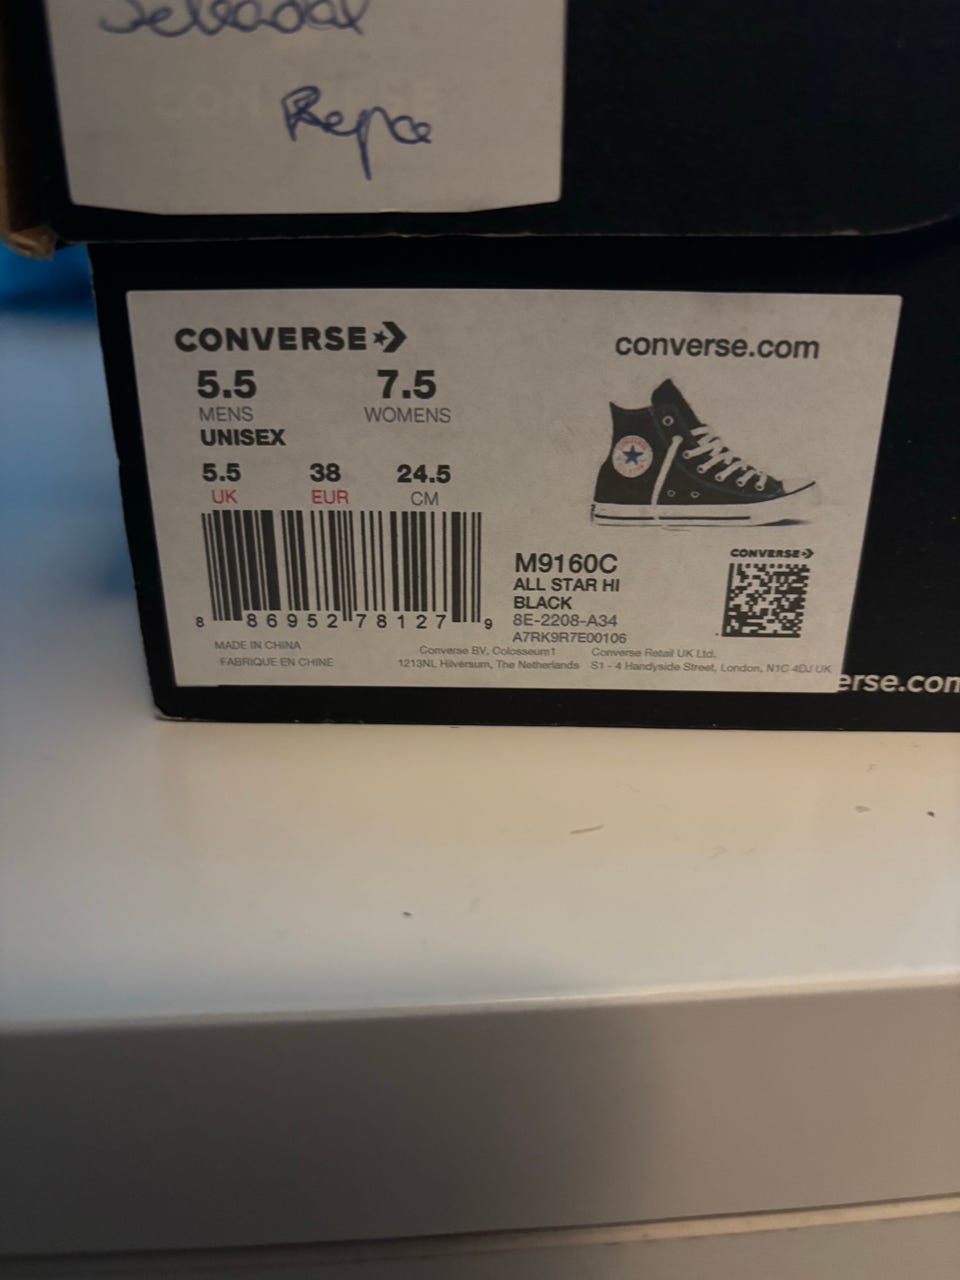 Repce
CONVERSE
converse.com
5.5 7.5
MENS WOMENS
UNISEX
5.5 38 24.5
UK EUR CM
8 86952 78127 9
M9160C
ALL STAR HI
BLACK
8E-2208-A34
A7RK9R7E00106
CONVERSE
MADE IN CHINA
FABRIQUE EN CHINE
Converse BV, Colosseum1
1213NL Hilversum, The Netherlands
Converse Retail UK Ltd.
S1 - 4 Handyside Street, London, N1C 4DJ UK
erse.con